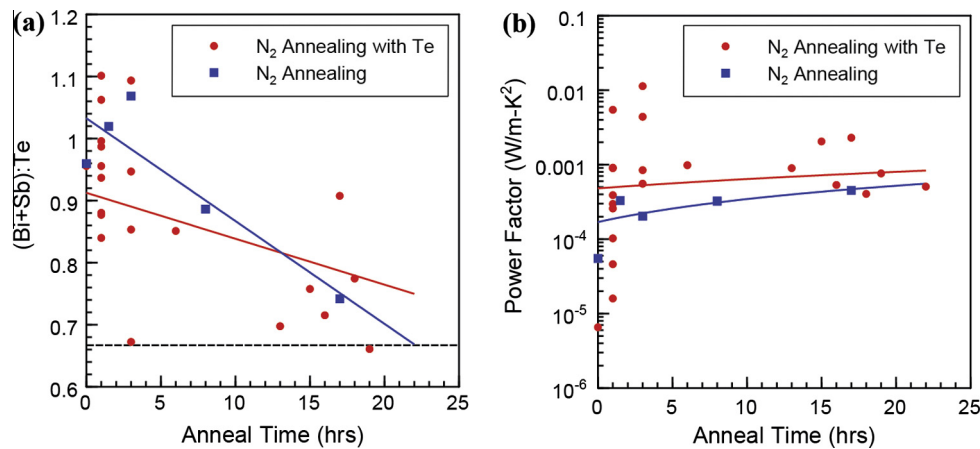 (a)
1.2
1.1
1
0.9
0.8
0.7
0.6
(Bi+Sb):Te
N2 Annealing with Te
N2 Annealing
0 5 10 15 20 25
Anneal Time (hrs)
(b)
0.1
0.01
0.001
10-4
10-5
10-6
Power Factor (W/m-K2)
N2 Annealing with Te
N2 Annealing
0 5 10 15 20 25
Anneal Time (hrs)